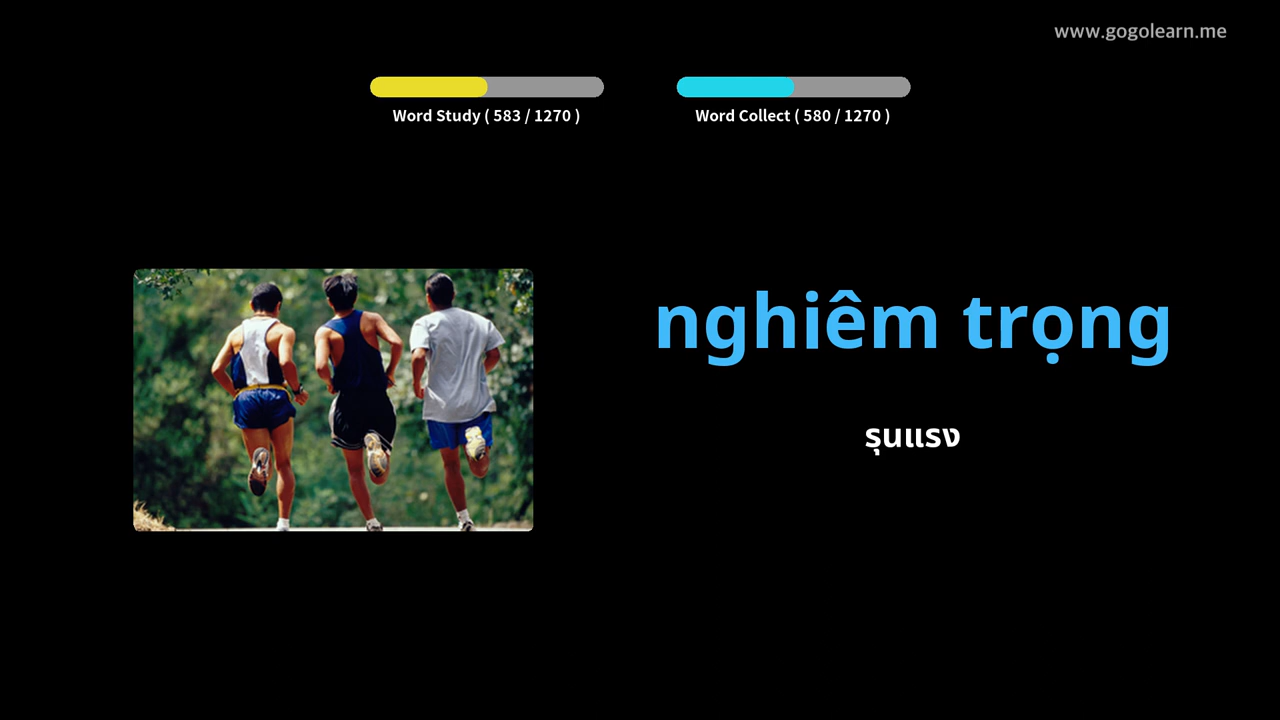 www.gogolearn.me
Word Study ( 583 / 1270 )
Word Collect ( 580 / 1270 )
nghiêm trọng
รุนแรง